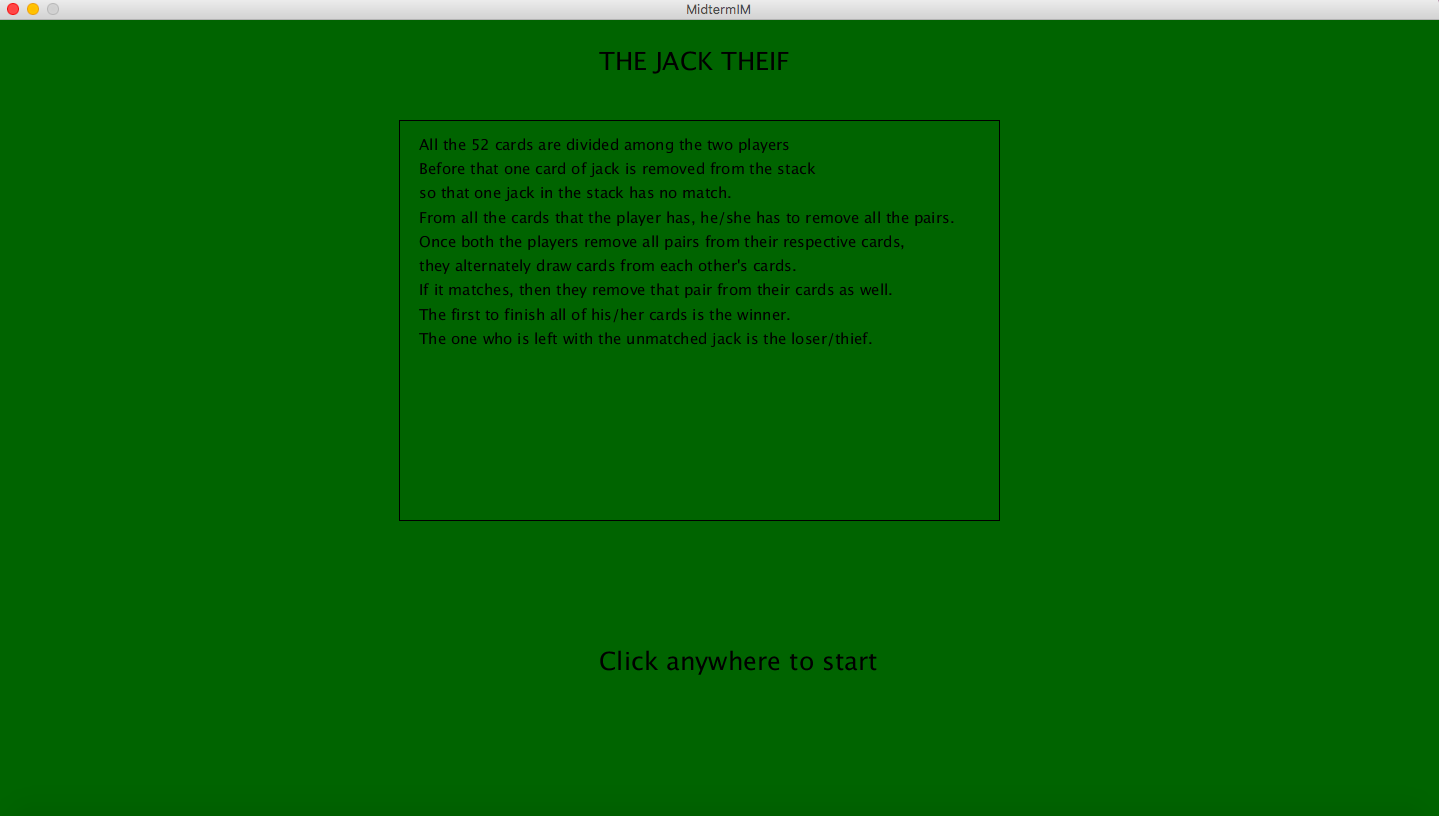 MidtermIM
THE JACK THEIF
All the 52 cards are divided among the two players
Before that one card of jack is removed from the stack
so that one jack in the stack has no match.
From all the cards that the player has, he/she has to remove all the pairs.
Once both the players remove all pairs from their respective cards,
they alternately draw cards from each other's cards.
If it matches, then they remove that pair from their cards as well.
The first to finish all of his/her cards is the winner.
The one who is left with the unmatched jack is the loser/thief.
Click anywhere to start